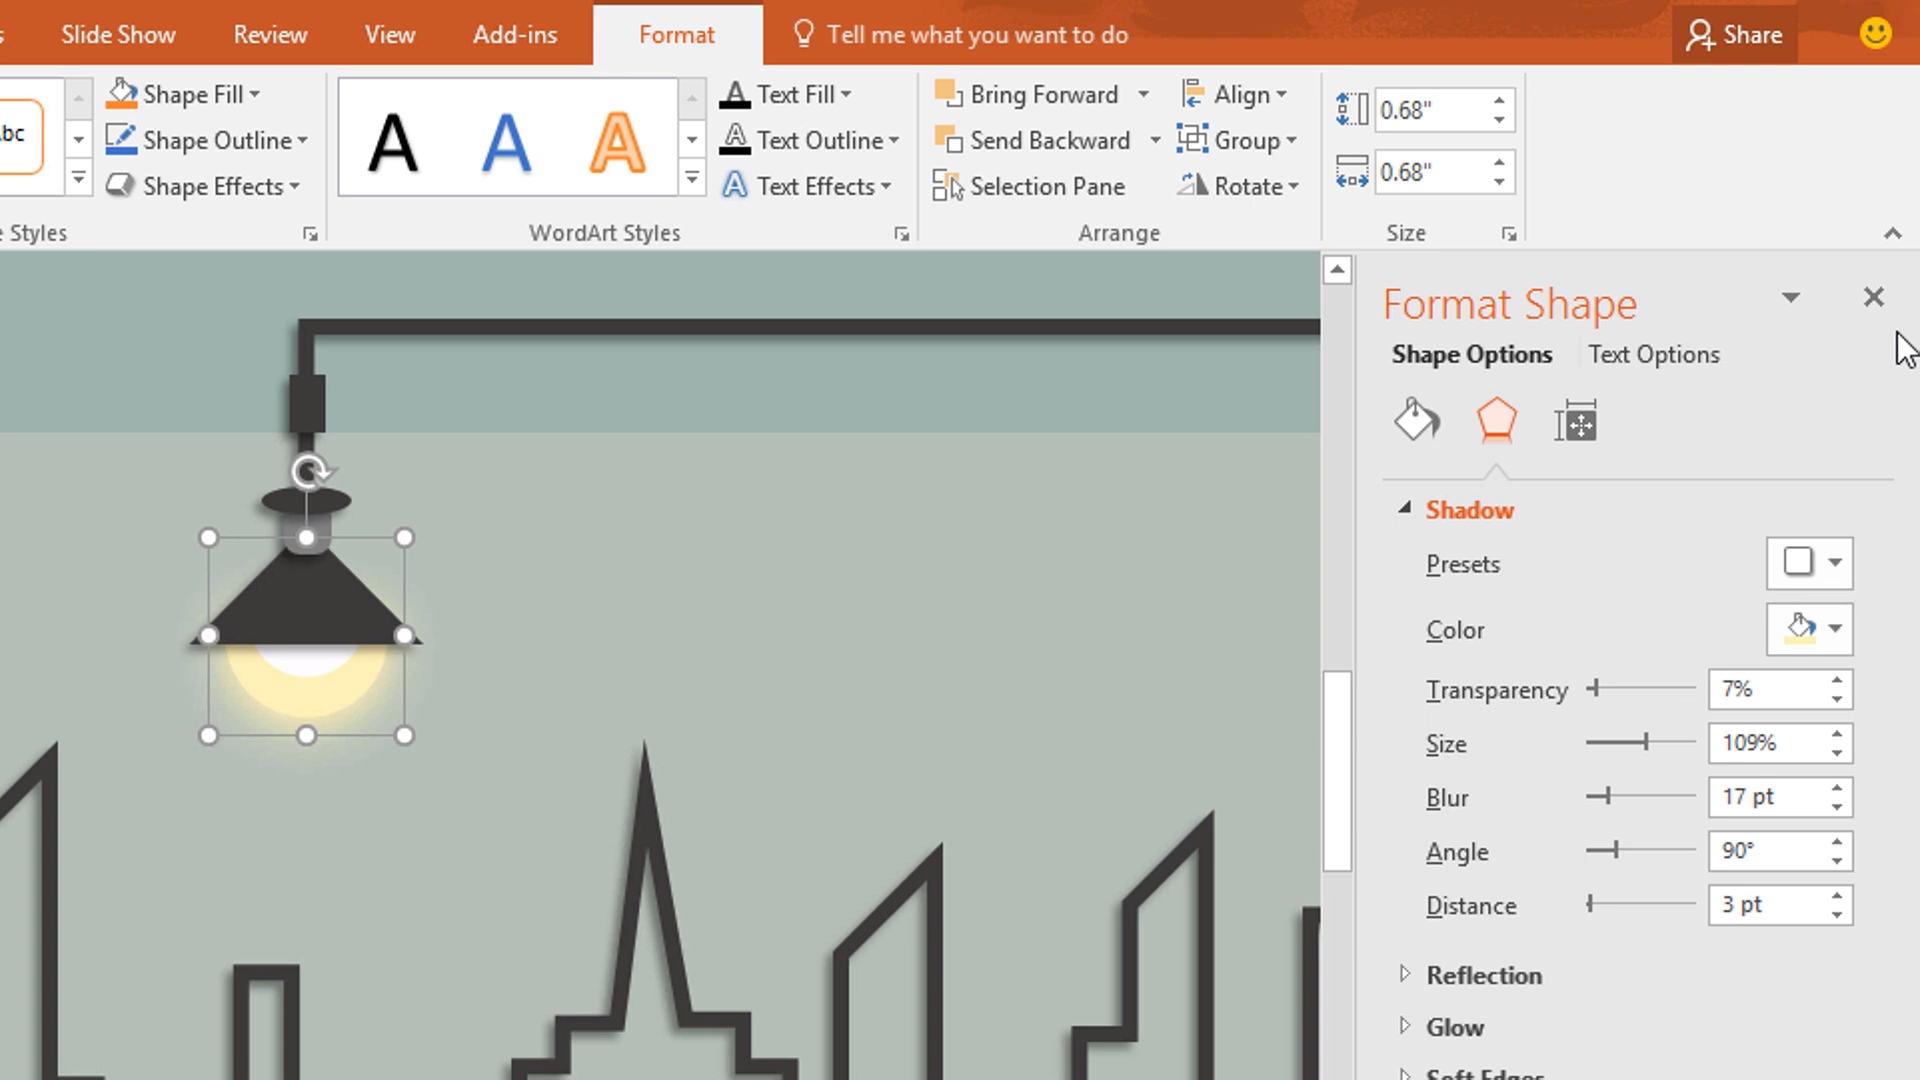 s Slide Show Review View Add-ins Format Tell me what you want to do Share
Abc Shape Fill A A A Text Fill Bring Forward Align 0.68"
Shape Outline Text Outline Send Backward Group
Shape Effects Text Effects Selection Pane Rotate 0.68"
e Styles WordArt Styles Arrange Size
Format Shape
Shape Options Text Options
Shadow
Presets
Color
Transparency 7%
Size 109%
Blur 17 pt
Angle 90°
Distance 3 pt
Reflection
Glow
Soft Edges